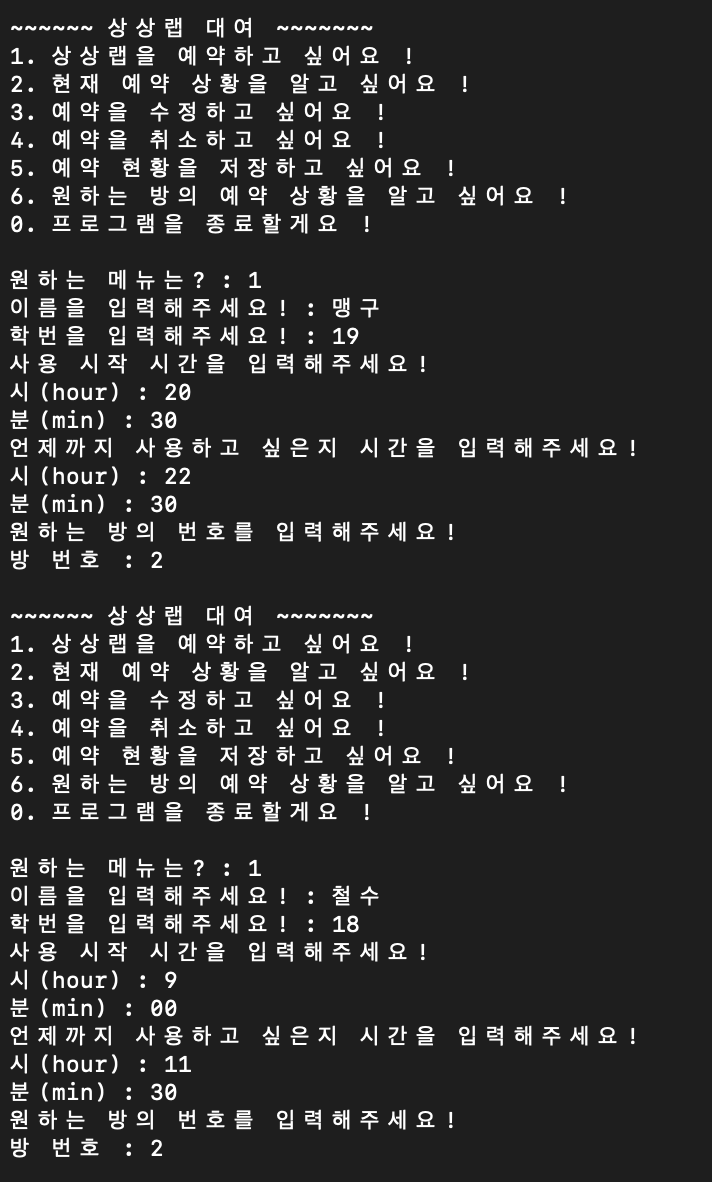 ~~~~~~ 상상랩 대여 ~~~~~~~
1. 상상랩을 예약하고 싶어요 !
2. 현재 예약 상황을 알고 싶어요 !
3. 예약을 수정하고 싶어요 !
4. 예약을 취소하고 싶어요 !
5. 예약 현황을 저장하고 싶어요 !
6. 원하는 방의 예약 상황을 알고 싶어요 !
0. 프로그램을 종료할게요 !

원하는 메뉴는? : 1
이름을 입력해주세요! : 맹구
학번을 입력해주세요! : 19
사용 시작 시간을 입력해주세요!
시(hour) : 20
분(min) : 30
언제까지 사용하고 싶은지 시간을 입력해주세요!
시(hour) : 22
분(min) : 30
원하는 방의 번호를 입력해주세요!
방 번호 : 2

~~~~~~ 상상랩 대여 ~~~~~~~
1. 상상랩을 예약하고 싶어요 !
2. 현재 예약 상황을 알고 싶어요 !
3. 예약을 수정하고 싶어요 !
4. 예약을 취소하고 싶어요 !
5. 예약 현황을 저장하고 싶어요 !
6. 원하는 방의 예약 상황을 알고 싶어요 !
0. 프로그램을 종료할게요 !

원하는 메뉴는? : 1
이름을 입력해주세요! : 철수
학번을 입력해주세요! : 18
사용 시작 시간을 입력해주세요!
시(hour) : 9
분(min) : 00
언제까지 사용하고 싶은지 시간을 입력해주세요!
시(hour) : 11
분(min) : 30
원하는 방의 번호를 입력해주세요!
방 번호 : 2